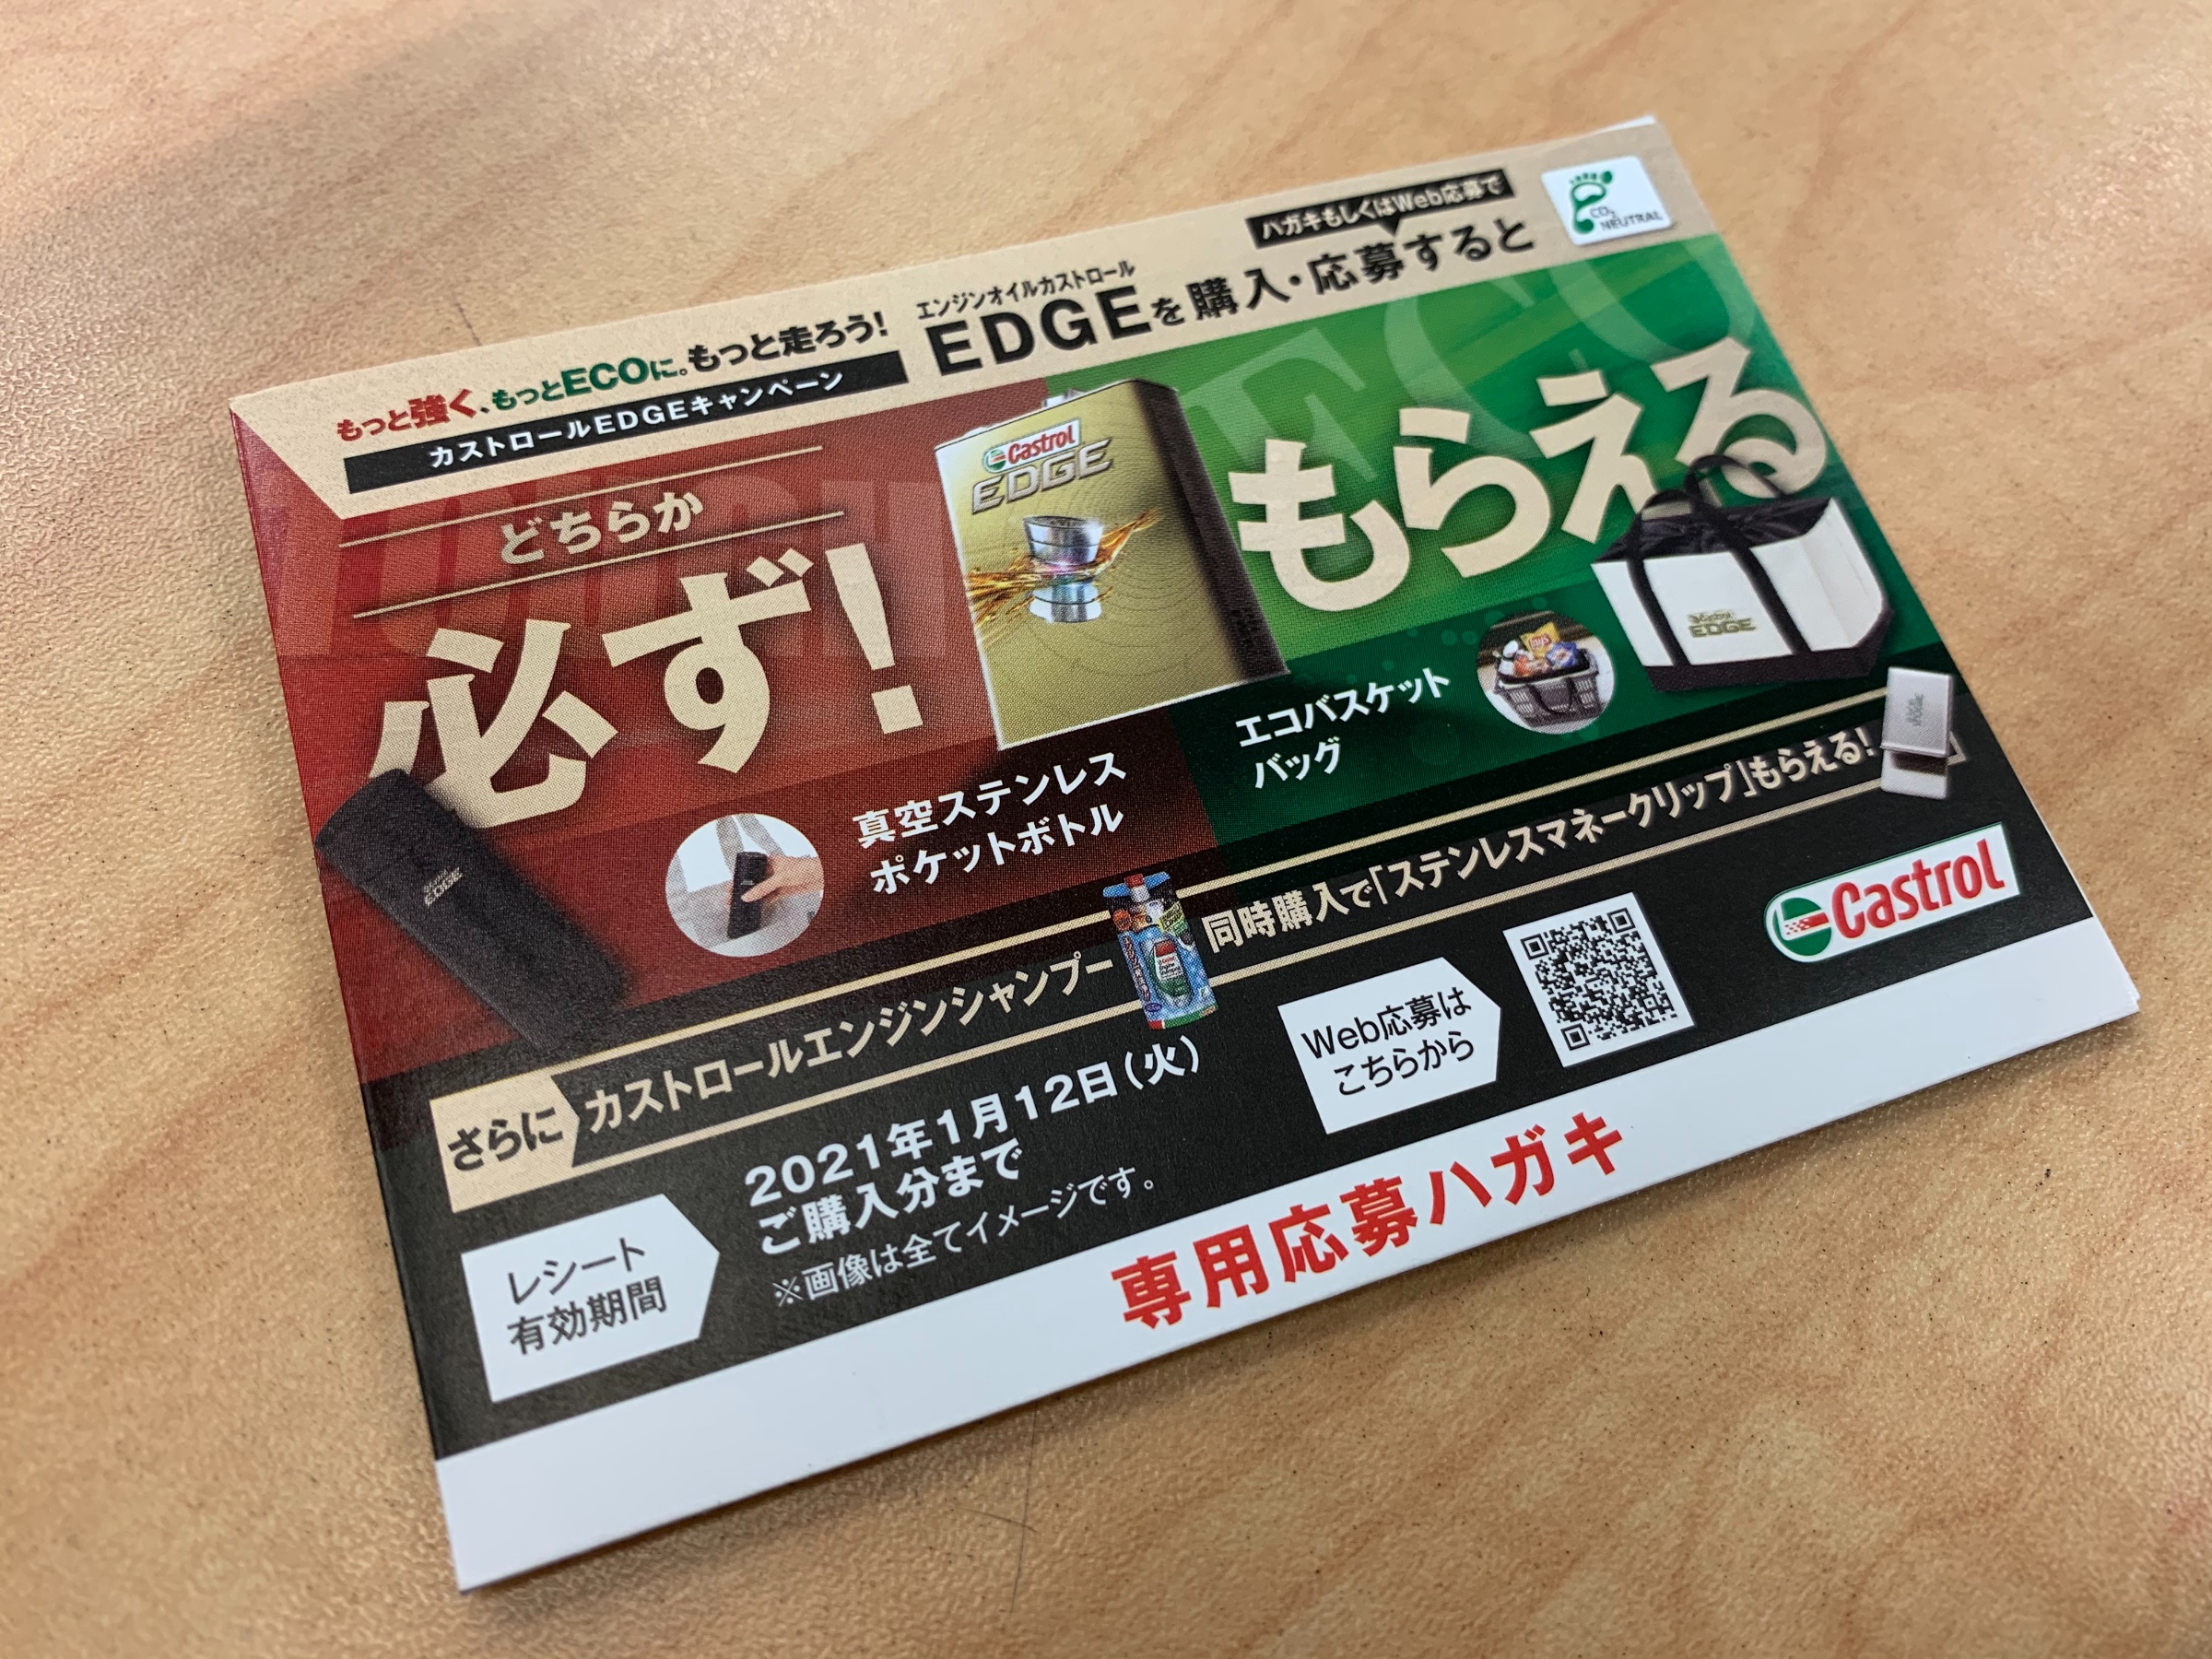 もっと強く、もっとECOに。もっと走ろう!
カストロールEDGEキャンペーン
ハガキもしくはWeb応募で
エンジンオイルカストロール
EDGEを購入・応募すると
CO₂
NEUTRAL
どちらか
必ず!
もらえる
ECO
Castrol
EDGE
Castrol
EDGE
EDGE
真空ステンレス
ポケットボトル
エコバスケット
バッグ
さらに
カストロールエンジンシャンプー
同時購入で「ステンレスマネークリップ」もらえる!
レシート
有効期間
2021年1月12日(火)
ご購入分まで
※画像は全てイメージです。
Web応募は
こちらから
Castrol
専用応募ハガキ